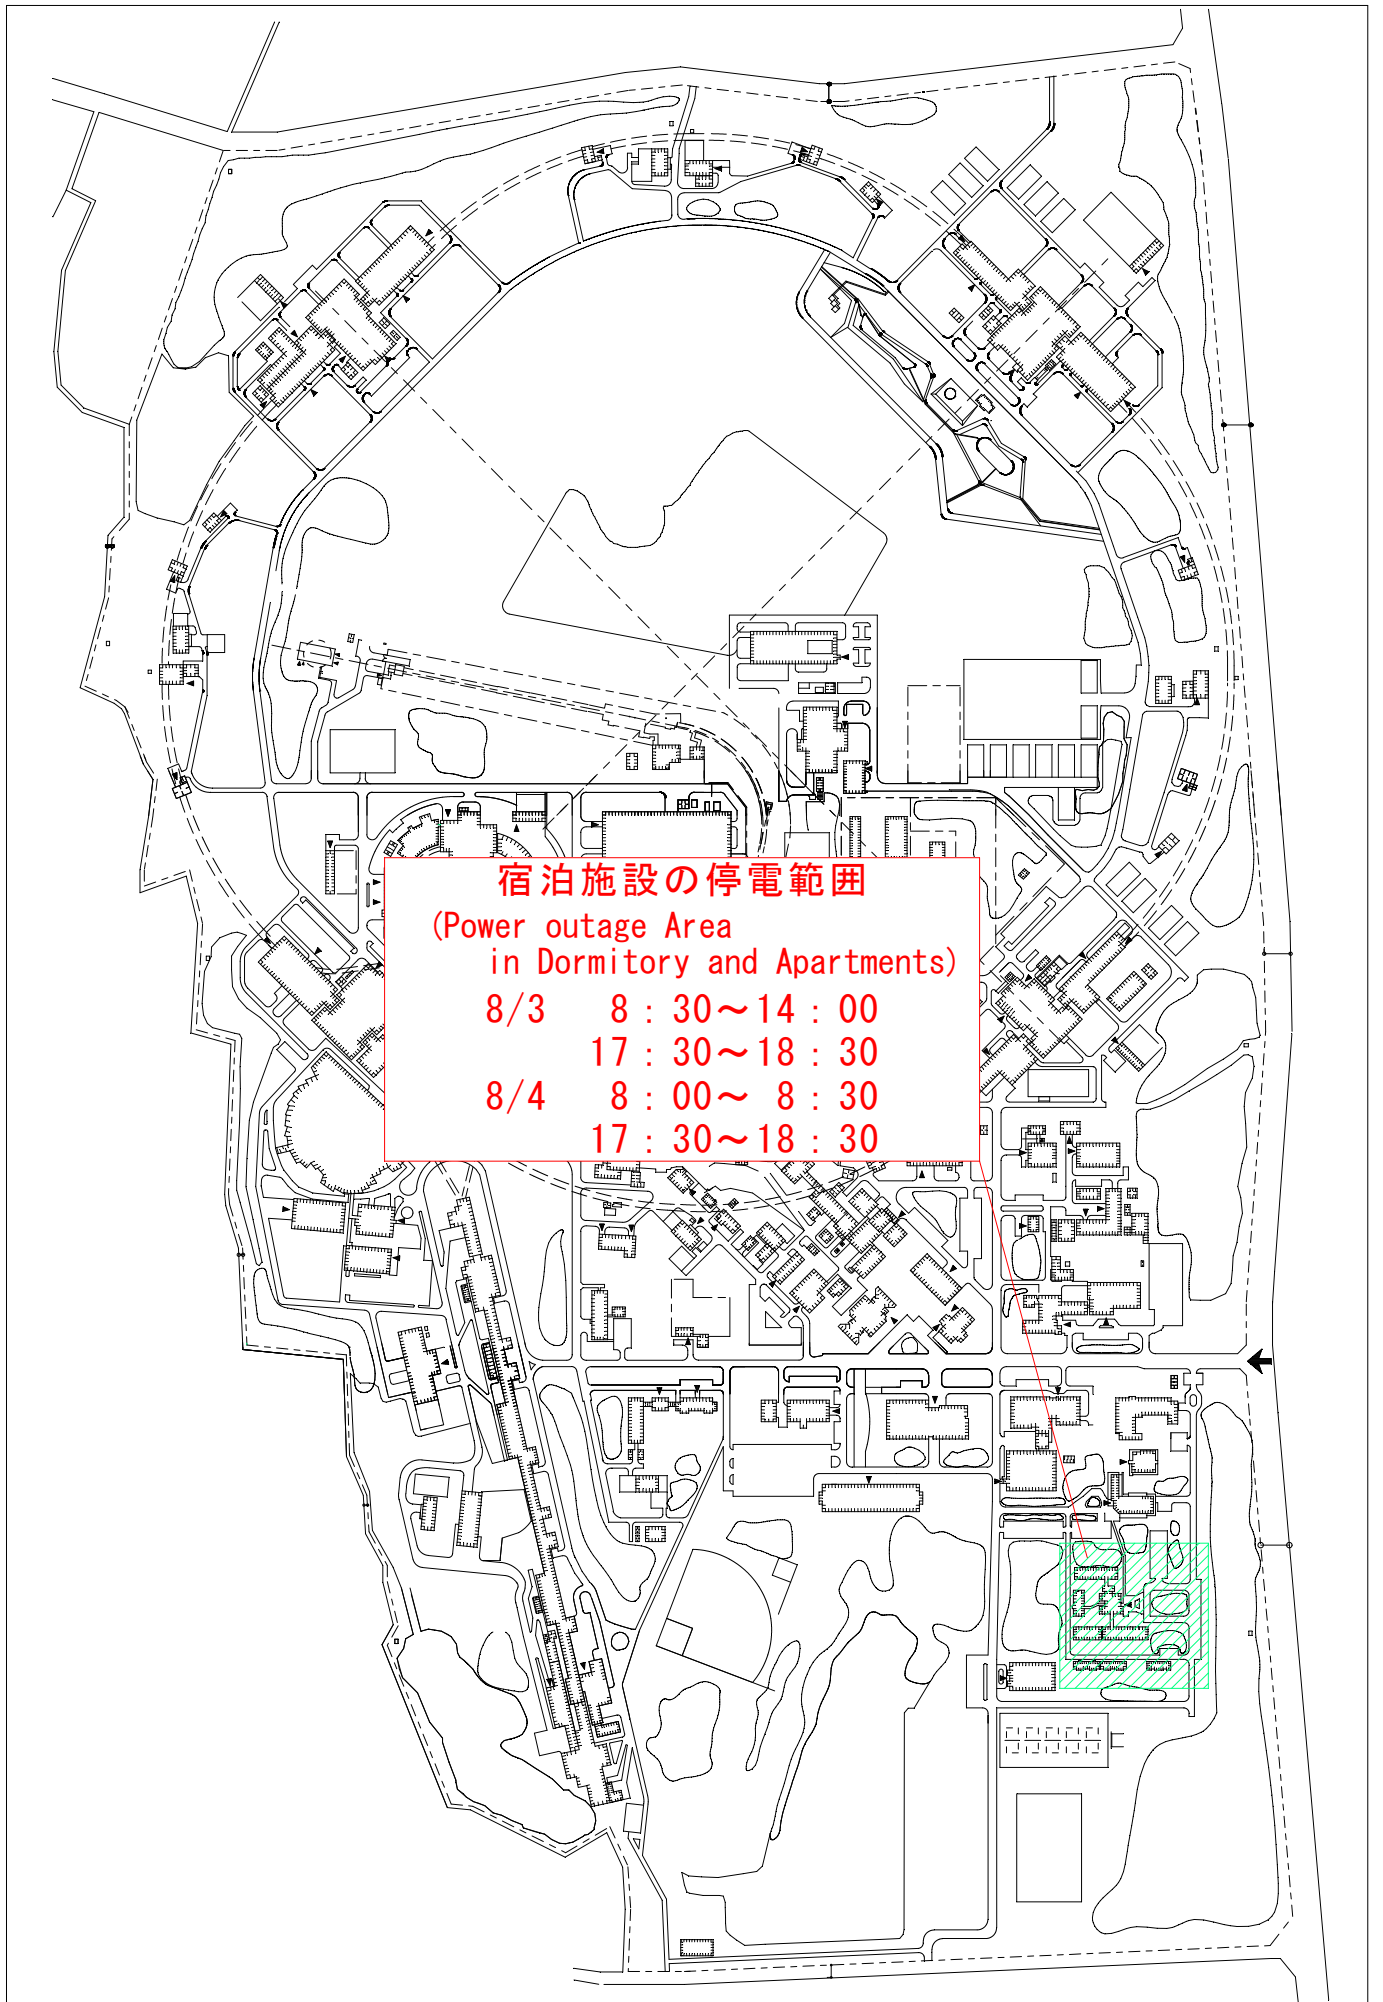 宿泊施設の停電範囲
(Power outage Area
in Dormitory and Apartments)
8/3 8：30～14：00
17：30～18：30
8/4 8：00～ 8：30
17：30～18：30